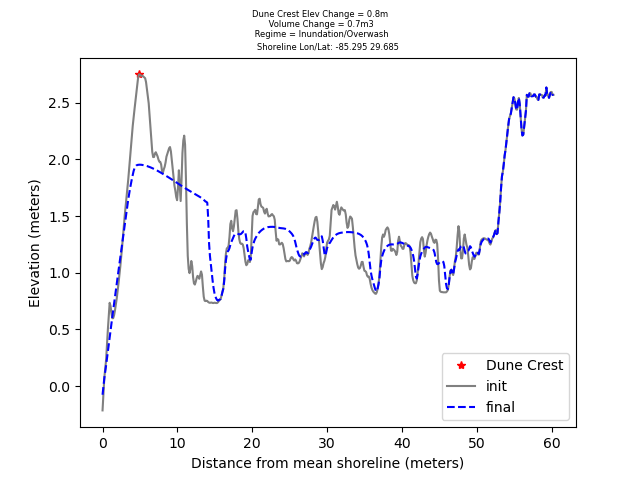 Dune Crest Elev Change = 0.8m
Volume Change = 0.7m3
Regime = Inundation/Overwash
Shoreline Lon/Lat: -85.295 29.685
Elevation (meters)
2.5
2.0
1.5
1.0
0.5
0.0
Dune Crest
init
final
0 10 20 30 40 50 60
Distance from mean shoreline (meters)